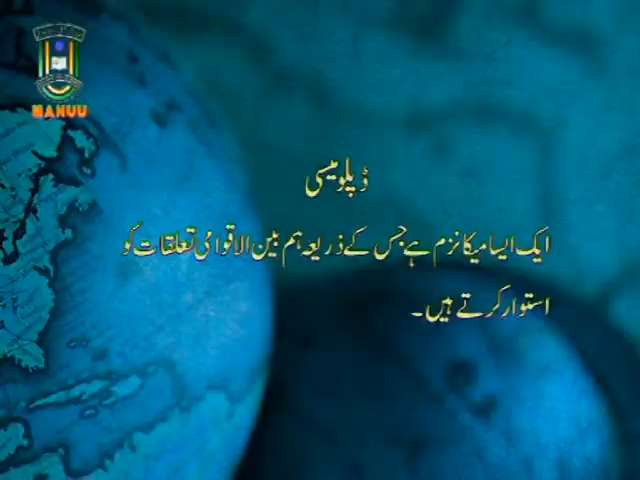 MANUU
ڈپلومیسی
ایک ایسا میکانزم ہے جس کے ذریعہ ہم بین الاقوامی تعلقات کو
استوار کرتے ہیں۔